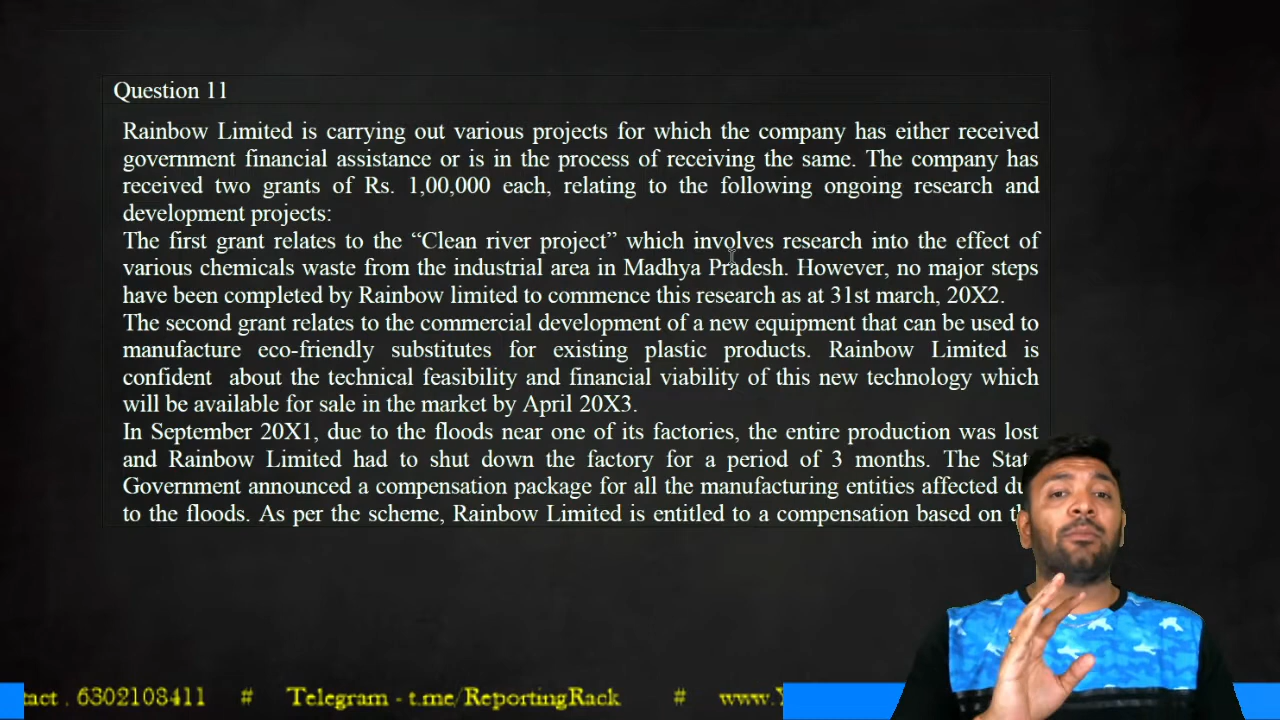 Question 11
Rainbow Limited is carrying out various projects for which the company has either received
government financial assistance or is in the process of receiving the same. The company has
received two grants of Rs. 1,00,000 each, relating to the following ongoing research and
development projects:
The first grant relates to the “Clean river project” which involves research into the effect of
various chemicals waste from the industrial area in Madhya Pradesh. However, no major steps
have been completed by Rainbow limited to commence this research as at 31st march, 20X2.
The second grant relates to the commercial development of a new equipment that can be used to
manufacture eco-friendly substitutes for existing plastic products. Rainbow Limited is
confident about the technical feasibility and financial viability of this new technology which
will be available for sale in the market by April 20X3.
In September 20X1, due to the floods near one of its factories, the entire production was lost
and Rainbow Limited had to shut down the factory for a period of 3 months. The
Government announced a compensation package for all the manufacturing entities affected
to the floods. As per the scheme, Rainbow Limited is entitled to a compensation based on
. 6302108411 # Telegram - t.me/ReportingRack # www.